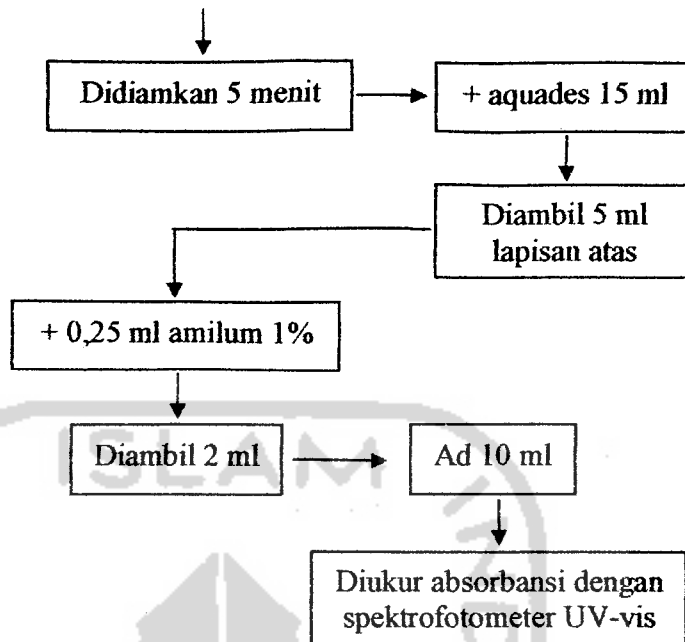 Didiamkan 5 menit
+ aquades 15 ml
Diambil 5 ml
lapisan atas
+ 0,25 ml amilum 1%
ISLAM
Diambil 2 ml
Ad 10 ml
Diukur absorbansi dengan
spektrofotometer UV-vis